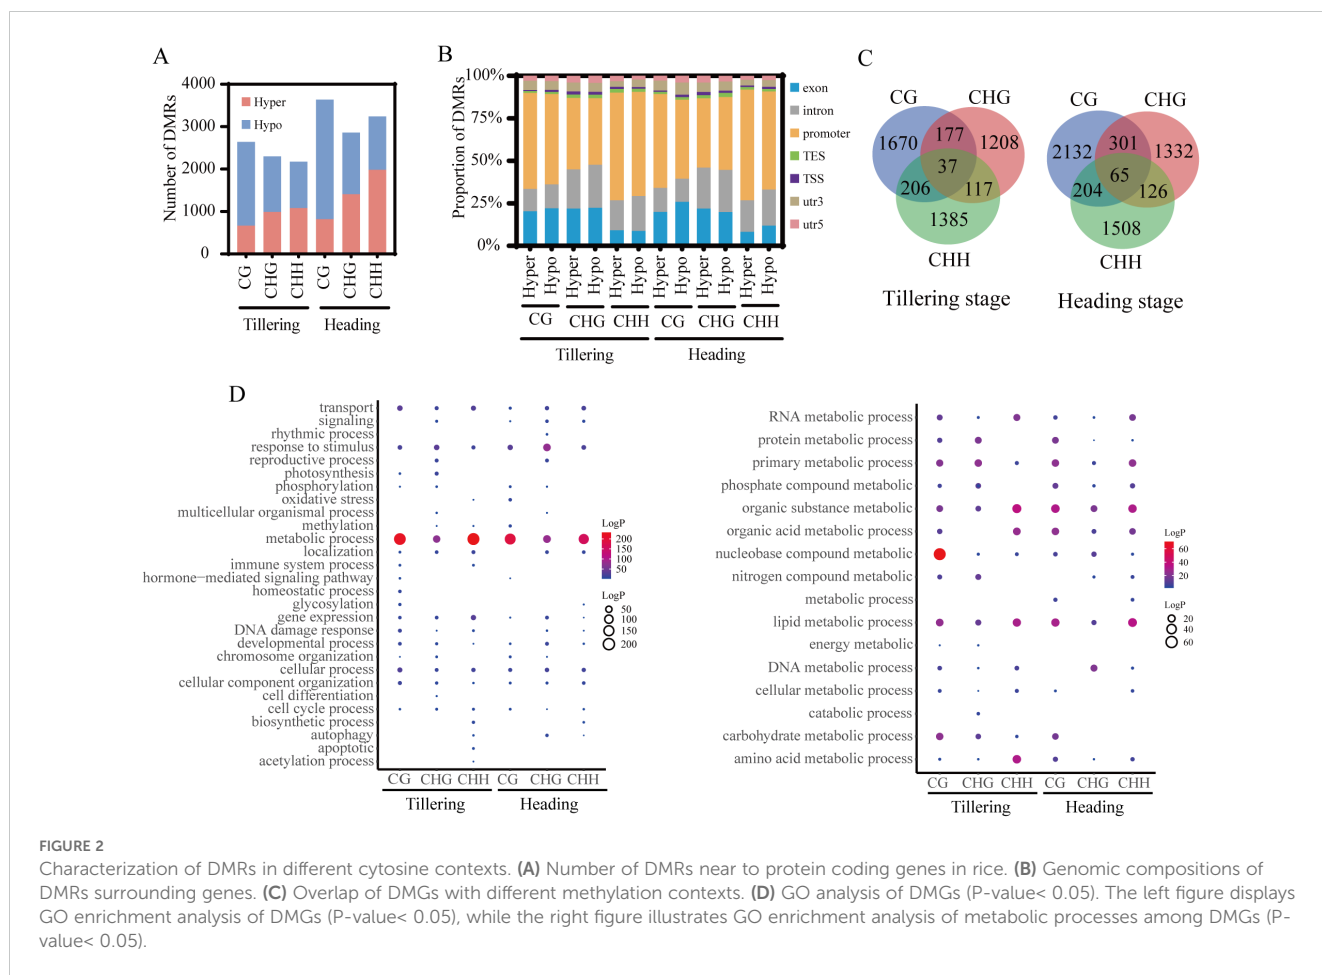 A
Number of DMRs
4000
3000
2000
1000
0
Hyper
Hypo
CG
CHG
CHH
CG
CHG
CHH
Tillering
Heading
B
Proportion of DMRs
100%
75%
50%
25%
0%
exon
intron
promoter
TES
TSS
utr3
utr5
Hyper
Hypo
Hyper
Hypo
Hyper
Hypo
Hyper
Hypo
Hyper
Hypo
Hyper
Hypo
CG
CHG
CHH
CG
CHG
CHH
Tillering
Heading
C
CG
CHG
1670
177
1208
37
206
117
1385
CHH
Tillering stage
CG
CHG
2132
301
1332
65
204
126
1508
CHH
Heading stage
D
transport
signaling
rhythmic process
response to stimulus
reproductive process
photosynthesis
phosphorylation
oxidative stress
multicellular organismal process
methylation
metabolic process
localization
immune system process
hormone−mediated signaling pathway
homeostatic process
glycosylation
gene expression
DNA damage response
developmental process
chromosome organization
cellular process
cellular component organization
cell differentiation
cell cycle process
biosynthetic process
autophagy
apoptotic
acetylation process
CG CHG CHH CG CHG CHH
Tillering
Heading
LogP
200
150
100
50
LogP
50
100
150
200
RNA metabolic process
protein metabolic process
primary metabolic process
phosphate compound metabolic
organic substance metabolic
organic acid metabolic process
nucleobase compound metabolic
nitrogen compound metabolic
metabolic process
lipid metabolic process
energy metabolic
DNA metabolic process
cellular metabolic process
catabolic process
carbohydrate metabolic process
amino acid metabolic process
CG CHG CHH CG CHG CHH
Tillering
Heading
LogP
60
40
20
LogP
20
40
60
FIGURE 2
Characterization of DMRs in different cytosine contexts. (A) Number of DMRs near to protein coding genes in rice. (B) Genomic compositions of
DMRs surrounding genes. (C) Overlap of DMGs with different methylation contexts. (D) GO analysis of DMGs (P-value< 0.05). The left figure displays
GO enrichment analysis of DMGs (P-value< 0.05), while the right figure illustrates GO enrichment analysis of metabolic processes among DMGs (P-
value< 0.05).